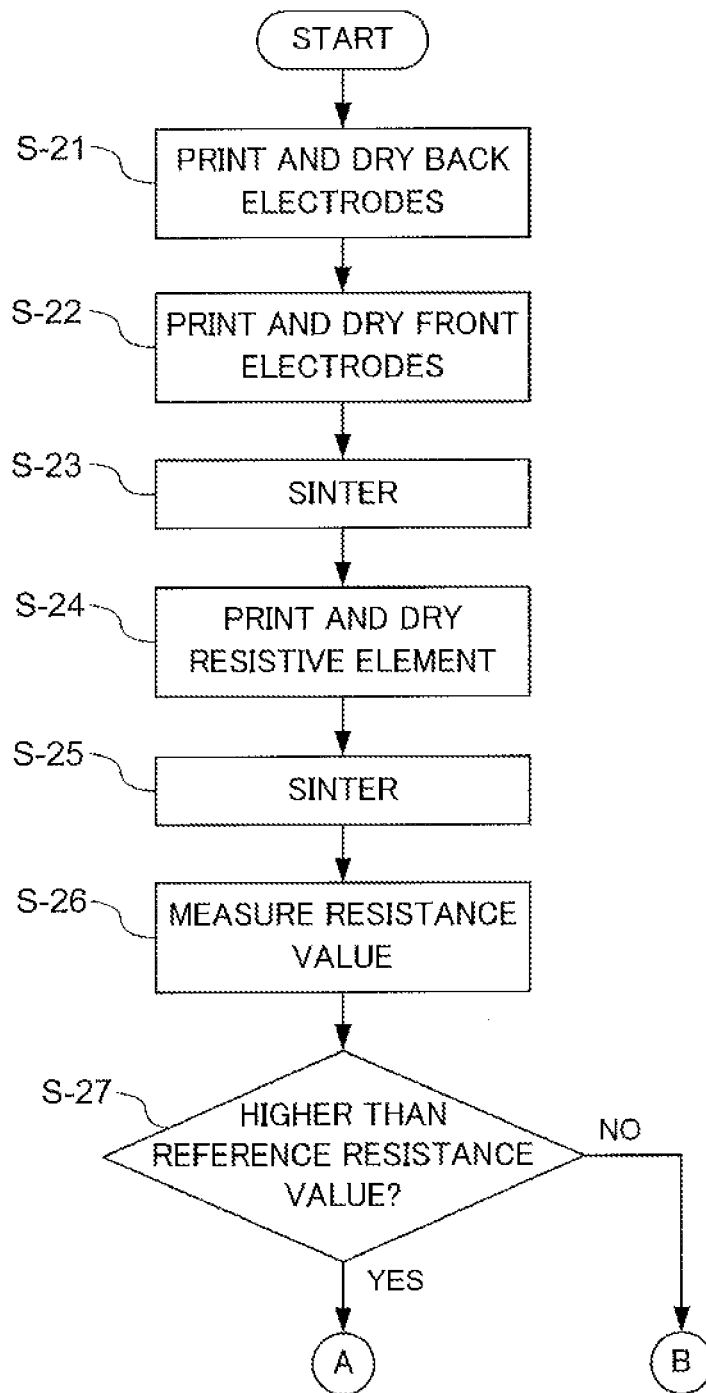 START
S-21
PRINT AND DRY BACK
ELECTRODES
S-22
PRINT AND DRY FRONT
ELECTRODES
S-23
SINTER
S-24
PRINT AND DRY
RESISTIVE ELEMENT
S-25
SINTER
S-26
MEASURE RESISTANCE
VALUE
S-27
HIGHER THAN
REFERENCE RESISTANCE
VALUE?
NO
YES
A
B